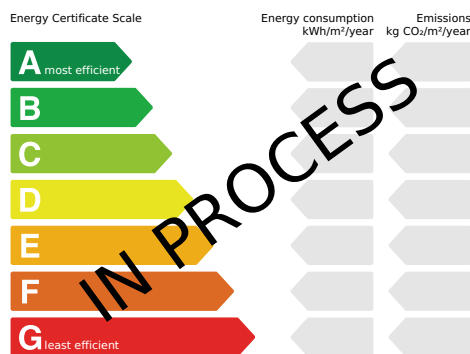 Energy Certificate Scale
Energy consumption
kWh/m²/year
Emissions
kg CO₂/m²/year
A most efficient
B
C
D
E
F
G least efficient
IN PROCESS